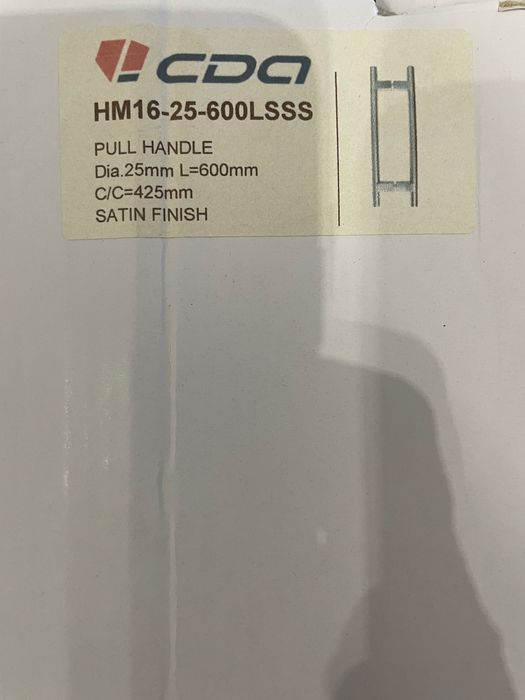 CDA
HM16-25-600LSSS
PULL HANDLE
Dia.25mm L=600mm
C/C=425mm
SATIN FINISH